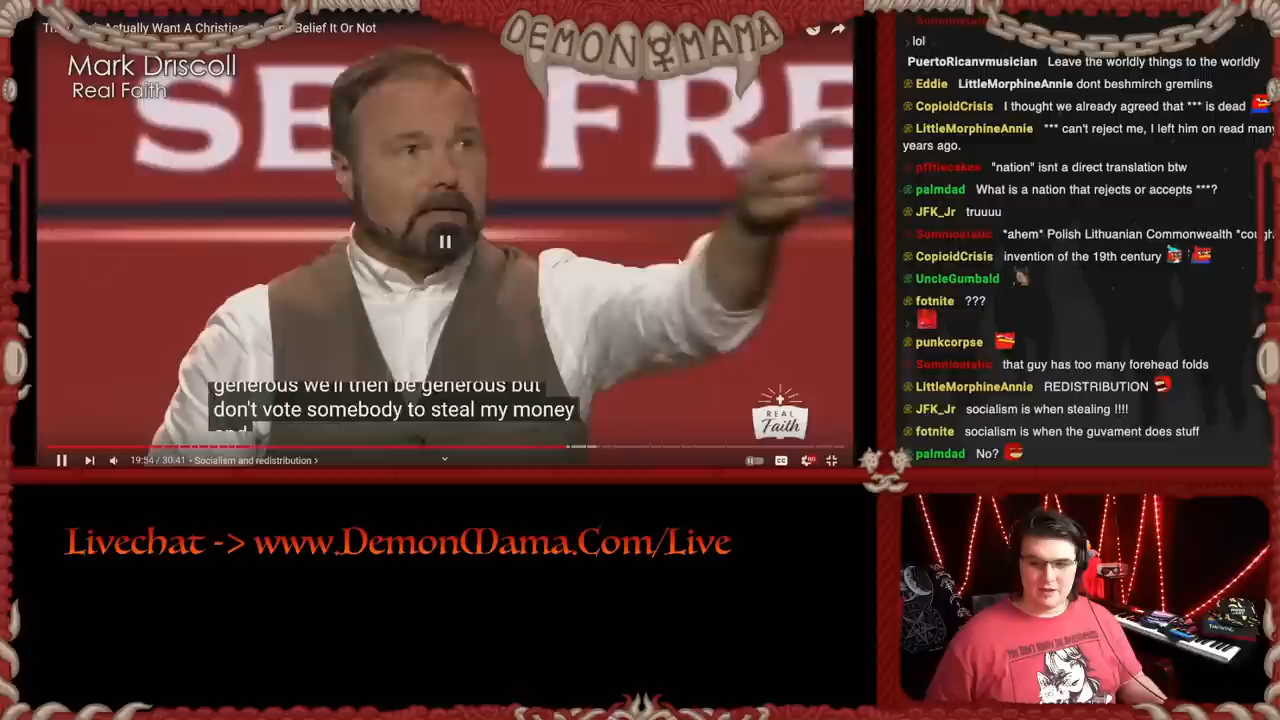 Actually Want A Christian
Belief It Or Not
DEMON MAMA
Mark Driscoll
Real Faith
SE FRE
generous we'll then be generous but
don't vote somebody to steal my money
and
REAL
Faith
19:54 / 30:41 • Socialism and redistribution ›
CC
HD
lol
PuertoRicanvmusician Leave the worldly things to the worldly
Eddie LittleMorphineAnnie dont beshmirch gremlins
CopioidCrisis I thought we already agreed that *** is dead
LittleMorphineAnnie *** can't reject me, I left him on read many
years ago.
pfftiecakes "nation" isnt a direct translation btw
palmdad What is a nation that rejects or accepts ***?
JFK_Jr truuuu
*ahem* Polish Lithuanian Commonwealth
CopioidCrisis invention of the 19th century
UncleGumbald
fotnite ???
punkcorpse
that guy has too many forehead folds
LittleMorphineAnnie REDISTRIBUTION
JFK_Jr socialism is when stealing !!!!
fotnite socialism is when the guvament does stuff
palmdad No?
Livechat -> www.DemonMama.Com/Live